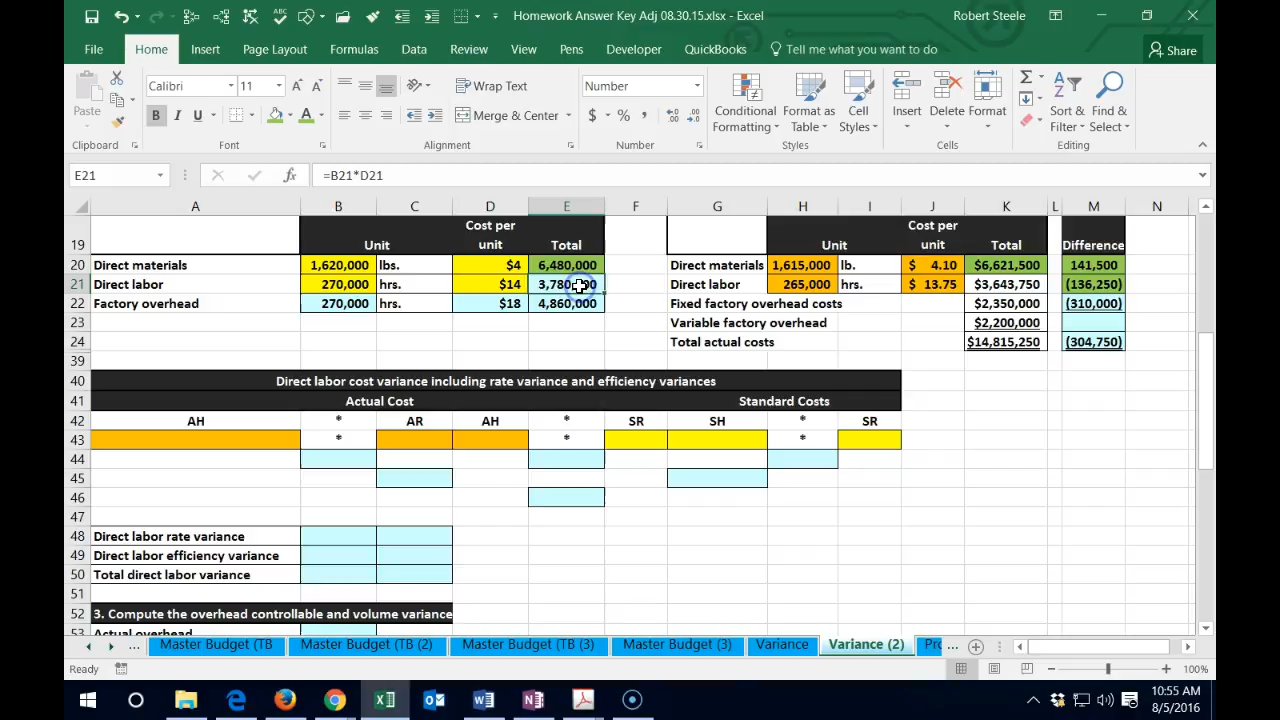 Homework Answer Key Adj 08.30.15.xlsx - Excel
Robert Steele
File Home Insert Page Layout Formulas Data Review View Pens Developer QuickBooks Tell me what you want to do Share
Paste Calibri 11 Wrap Text Merge & Center Number Conditional Formatting Format as Table Cell Styles Insert Delete Format Sort & Filter Find & Select
Clipboard Font Alignment Number Styles Cells Editing
E21 fx =B21*D21
A B C D E F G H I J K L M N
19 Unit Cost per unit Total Unit Cost per unit Total Difference
20 Direct materials 1,620,000 lbs. $4 6,480,000 Direct materials 1,615,000 lb. $ 4.10 $6,621,500 141,500
21 Direct labor 270,000 hrs. $14 Direct labor 265,000 hrs. $ 13.75 $3,643,750 (136,250)
22 Factory overhead 270,000 hrs. $18 4,860,000 Fixed factory overhead costs $2,350,000 (310,000)
23 Variable factory overhead $2,200,000
24 Total actual costs $14,815,250 (304,750)
39
40 Direct labor cost variance including rate variance and efficiency variances
41 Actual Cost Standard Costs
42 AH * AR AH * SR SH * SR
43 * * *
44
45
46
47
48 Direct labor rate variance
49 Direct labor efficiency variance
50 Total direct labor variance
51
52 3. Compute the overhead controllable and volume variance
53 Actual overhead
... Master Budget (TB Master Budget (TB (2) Master Budget (TB (3) Master Budget (3) Variance Variance (2) Pr ...
Ready 100%
10:55 AM
8/5/2016